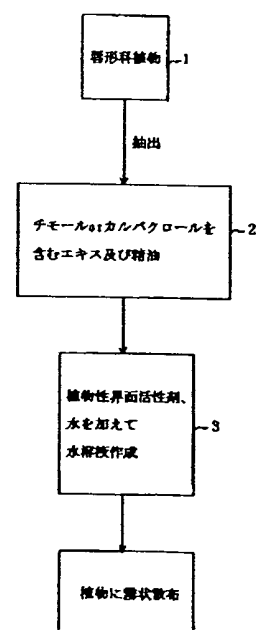 唇形科植物
1
抽出
チモールorカルバクロールを
含むエキス及び精油
2
植物性界面活性剤、
水を加えて
水溶液作成
3
植物に霧状散布